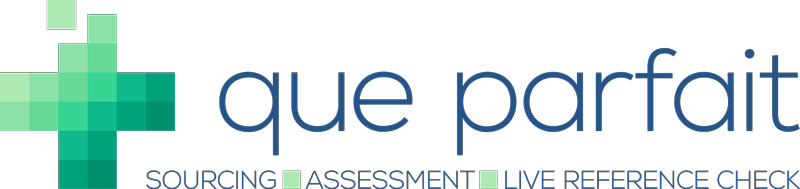 que parfait
SOURCING ASSESSMENT LIVE REFERENCE CHECK